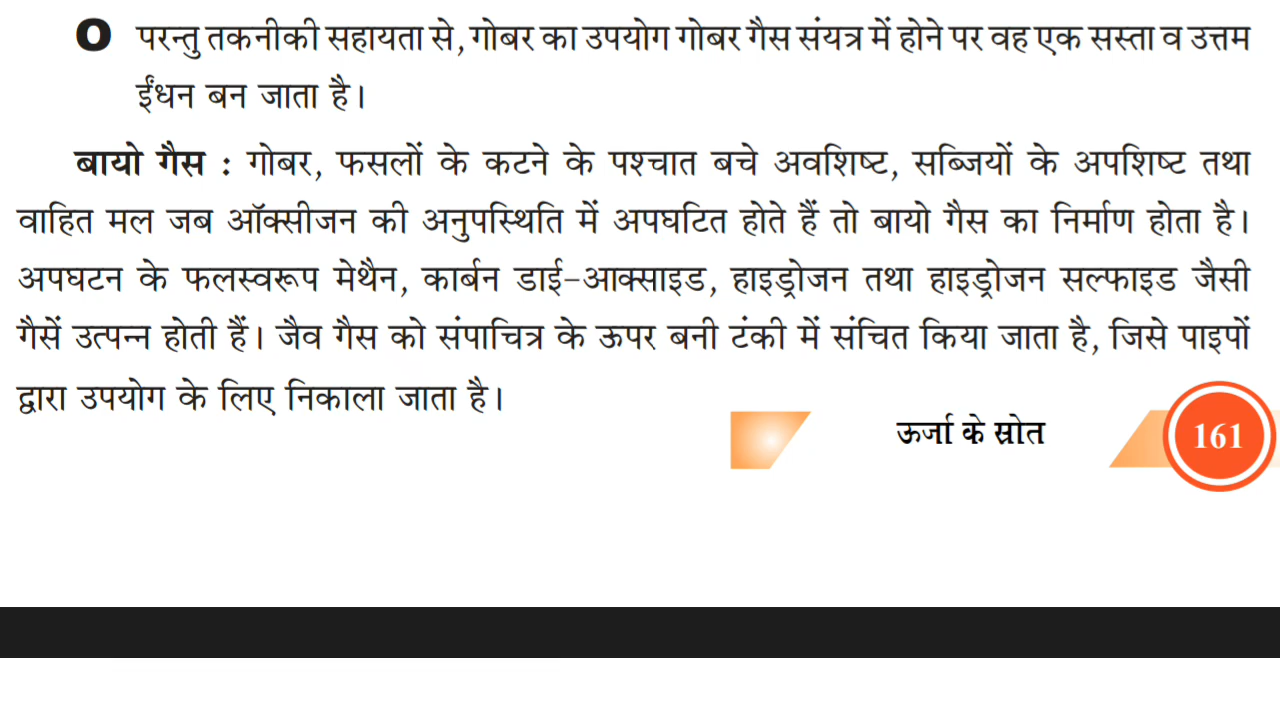 O परन्तु तकनीकी सहायता से, गोबर का उपयोग गोबर गैस संयत्र में होने पर वह एक सस्ता व उत्तम
ईंधन बन जाता है।
बायो गैस : गोबर, फसलों के कटने के पश्चात बचे अवशिष्ट, सब्जियों के अपशिष्ट तथा
वाहित मल जब ऑक्सीजन की अनुपस्थिति में अपघटित होते हैं तो बायो गैस का निर्माण होता है।
अपघटन के फलस्वरूप मेथैन, कार्बन डाई-आक्साइड, हाइड्रोजन तथा हाइड्रोजन सल्फाइड जैसी
गैसें उत्पन्न होती हैं। जैव गैस को संपाचित्र के ऊपर बनी टंकी में संचित किया जाता है, जिसे पाइपों
द्वारा उपयोग के लिए निकाला जाता है।
ऊर्जा के स्रोत 161